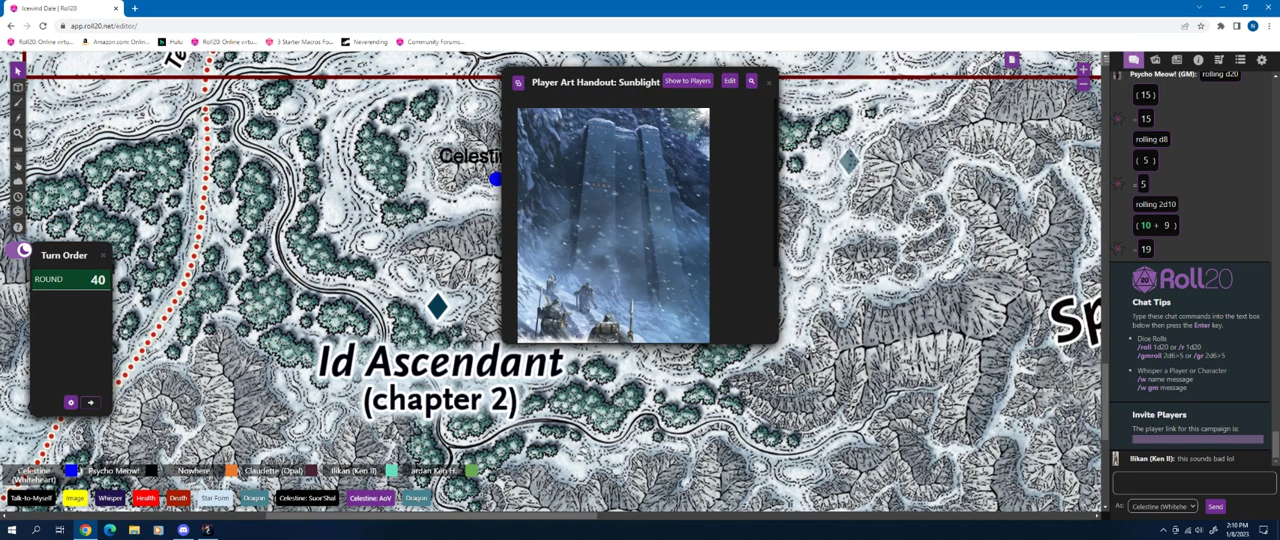 Icewind Dale | Roll20
app.roll20.net/editor/
Roll20: Online virtu...
Amazon.com: Onlin...
Hulu
Roll20: Online virtu...
3 Starter Macros Fo...
Neverending
Community Forums...
Player Art Handout: Sunblight
Show to Players
Edit
Celestin
Turn Order
ROUND 40
Id Ascendant
(chapter 2)
Sp
Celestine (Whiteheart)
Psycho Meow!
Nowhere
Claudette (Opal)
Ilikan (Ken II)
ardan Ken H.
Talk-to-Myself
Image
Whisper
Health
Death
Star Form
Dragon
Celestine: Suor'Shal
Celestine: AoV
Dragon
Psycho Meow! (GM): rolling d20
( 15 )
= 15
rolling d8
( 5 )
= 5
rolling 2d10
( 10 + 9 )
= 19
Roll20
Chat Tips
Type these chat commands into the text box
below then press the Enter key.
Dice Rolls
/roll 1d20 or /r 1d20
/gmroll 2d6>5 or /gr 2d6>5
Whisper a Player or Character
/w name message
/w gm message
Invite Players
The player link for this campaign is:
Ilikan (Ken II): this sounds bad lol
As: Celestine (Whitehe
Send
2:10 PM
1/8/2023